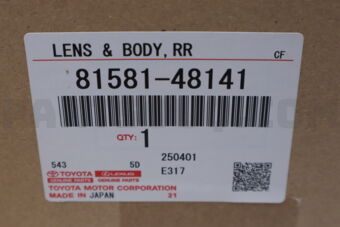 LENS & BODY, RR
CF
81581-48141
QTY: 1
250401
543 5D E317
TOYOTA LEXUS
GENUINE PARTS GENUINE PARTS
TOYOTA MOTOR CORPORATION
MADE IN JAPAN 21